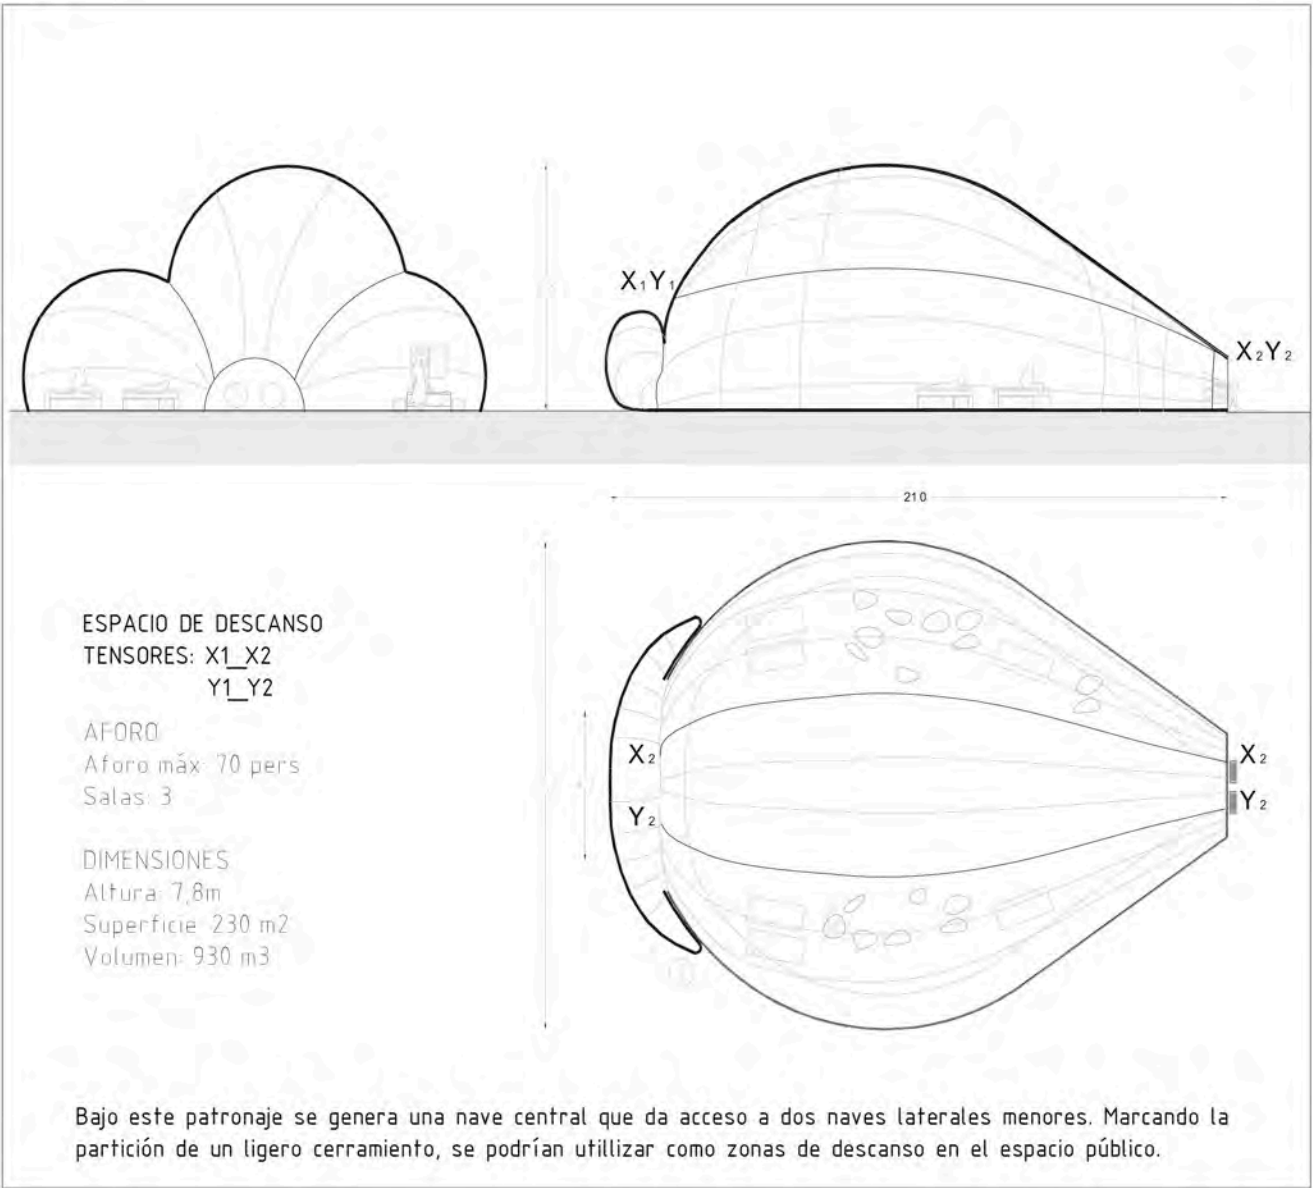 X₁Y₁
X₂Y₂
210
ESPACIO DE DESCANSO
TENSORES: X1_X2
Y1_Y2
AFORO
Aforo máx: 70 pers
Salas: 3
DIMENSIONES
Altura: 7,8m
Superficie: 230 m2
Volumen: 930 m3
X₂
Y₂
X₂
Y₂
Bajo este patronaje se genera una nave central que da acceso a dos naves laterales menores. Marcando la
partición de un ligero cerramiento, se podrían utillizar como zonas de descanso en el espacio público.